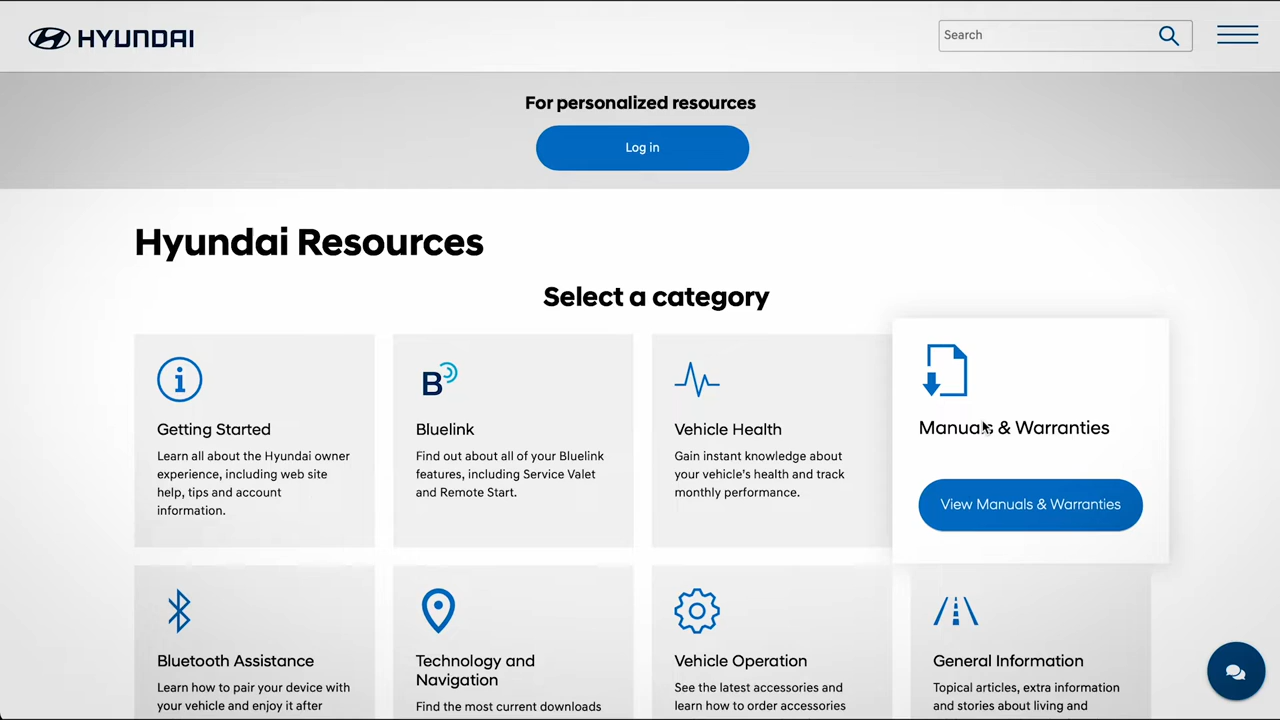 HYUNDAI
Search
For personalized resources
Log in
Hyundai Resources
Select a category
Getting Started
Learn all about the Hyundai owner
experience, including web site
help, tips and account
information.
Bluelink
Find out about all of your Bluelink
features, including Service Valet
and Remote Start.
Vehicle Health
Gain instant knowledge about
your vehicle's health and track
monthly performance.
Manuals & Warranties
View Manuals & Warranties
Bluetooth Assistance
Learn how to pair your device with
your vehicle and enjoy it after
Technology and
Navigation
Find the most current downloads
Vehicle Operation
See the latest accessories and
learn how to order accessories
General Information
Topical articles, extra information
and stories about living and